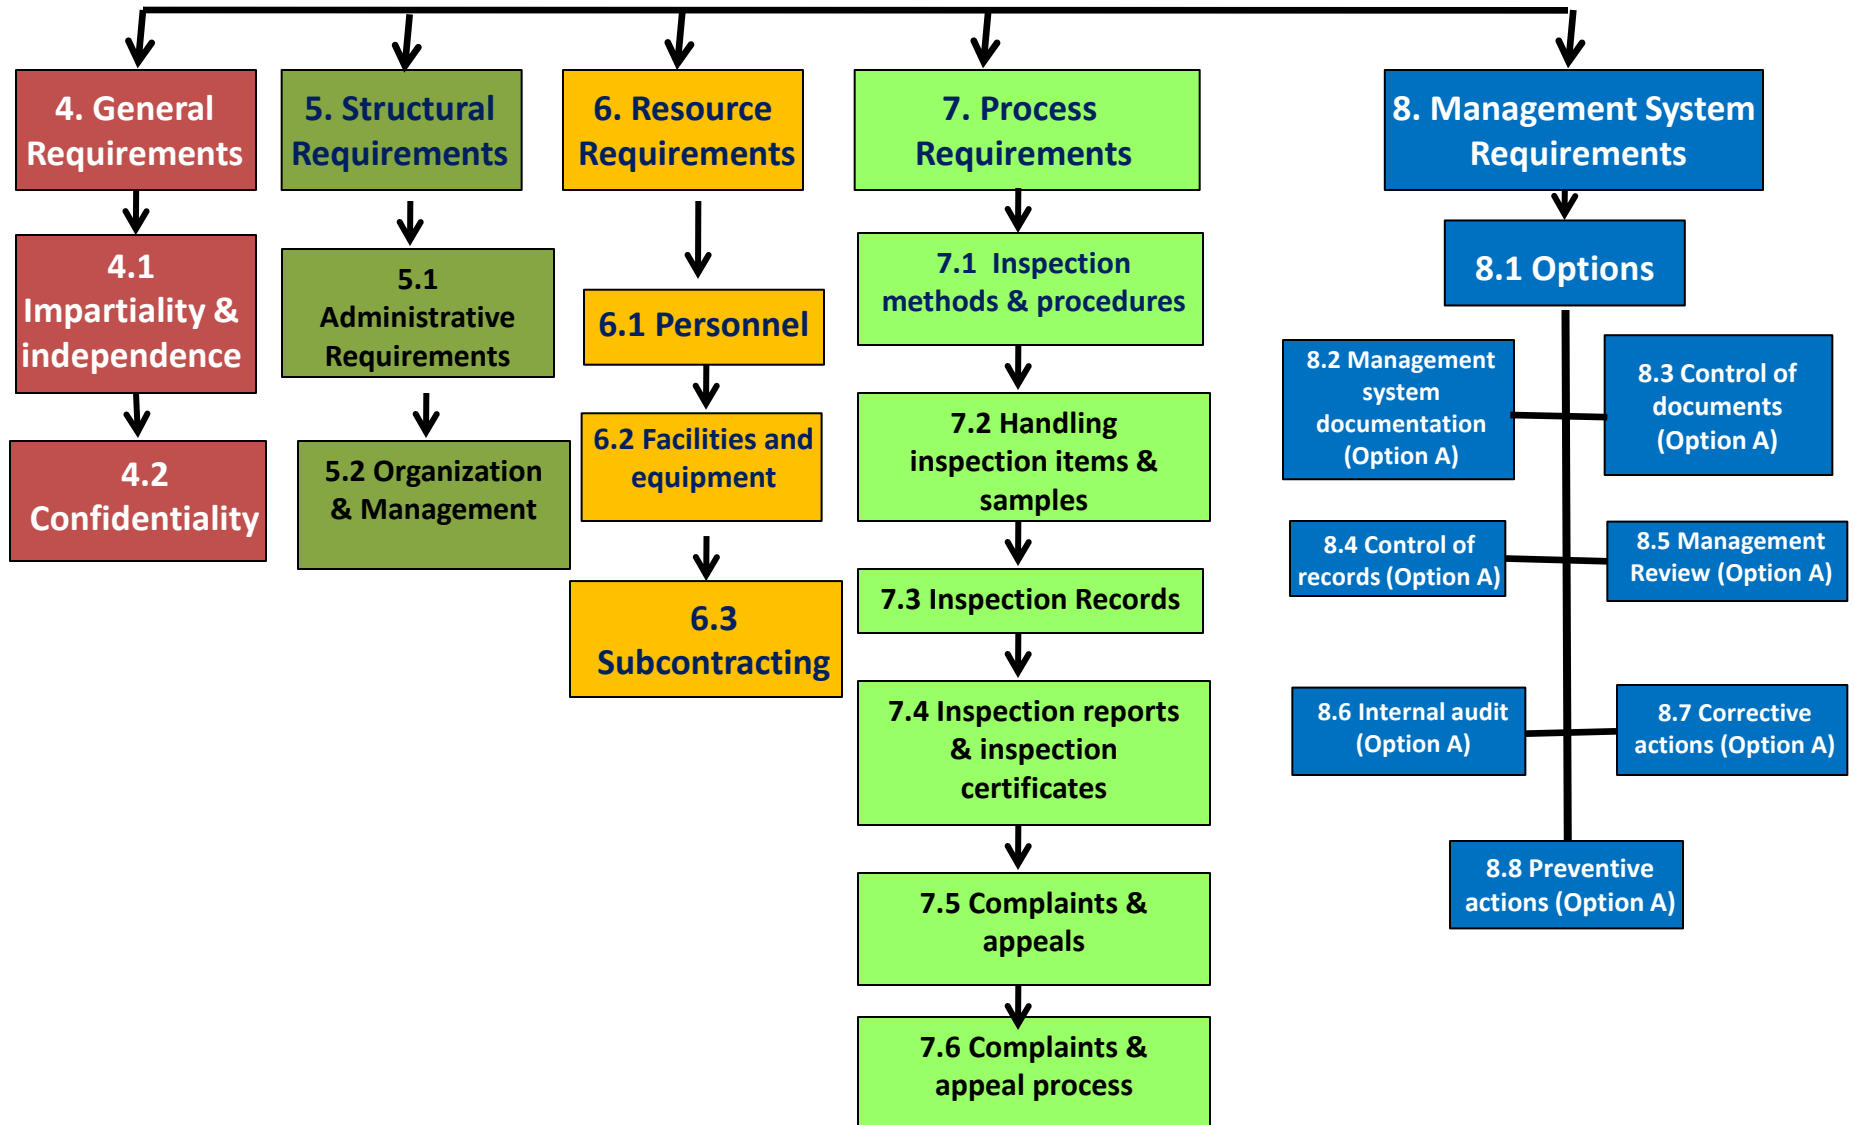 4. General
Requirements
5. Structural
Requirements
6. Resource
Requirements
7. Process
Requirements
8. Management System
Requirements
4.1
Impartiality &
independence
4.2
Confidentiality
5.1
Administrative
Requirements
5.2 Organization
& Management
6.1 Personnel
6.2 Facilities and
equipment
6.3
Subcontracting
7.1 Inspection
methods & procedures
7.2 Handling
inspection items &
samples
7.3 Inspection Records
7.4 Inspection reports
& inspection
certificates
7.5 Complaints &
appeals
7.6 Complaints &
appeal process
8.1 Options
8.2 Management
system
documentation
(Option A)
8.3 Control of
documents
(Option A)
8.4 Control of
records (Option A)
8.5 Management
Review (Option A)
8.6 Internal audit
(Option A)
8.7 Corrective
actions (Option A)
8.8 Preventive
actions (Option A)